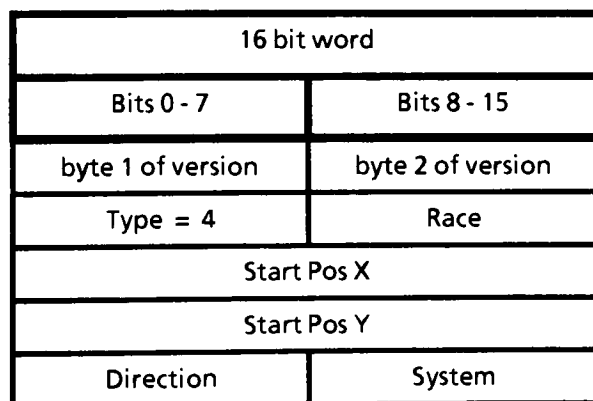 16 bit word
Bits 0 - 7 Bits 8 - 15
byte 1 of version byte 2 of version
Type = 4 Race
Start Pos X
Start Pos Y
Direction System